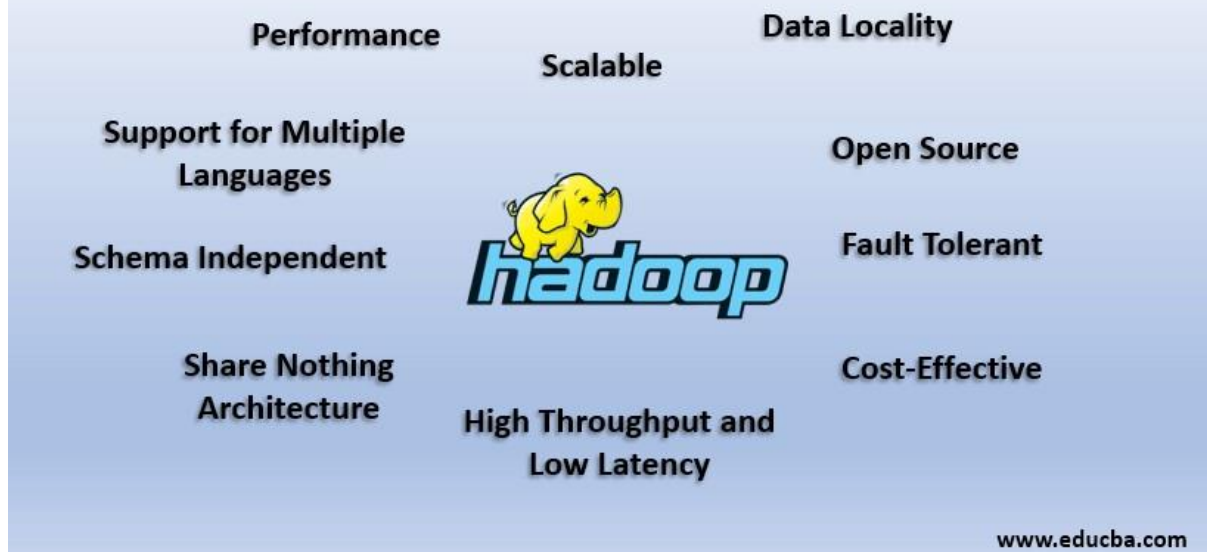 Performance
Scalable
Data Locality
Support for Multiple
Languages
Open Source
Schema Independent
hadoop
Fault Tolerant
Share Nothing
Architecture
High Throughput and
Low Latency
Cost-Effective
www.educba.com